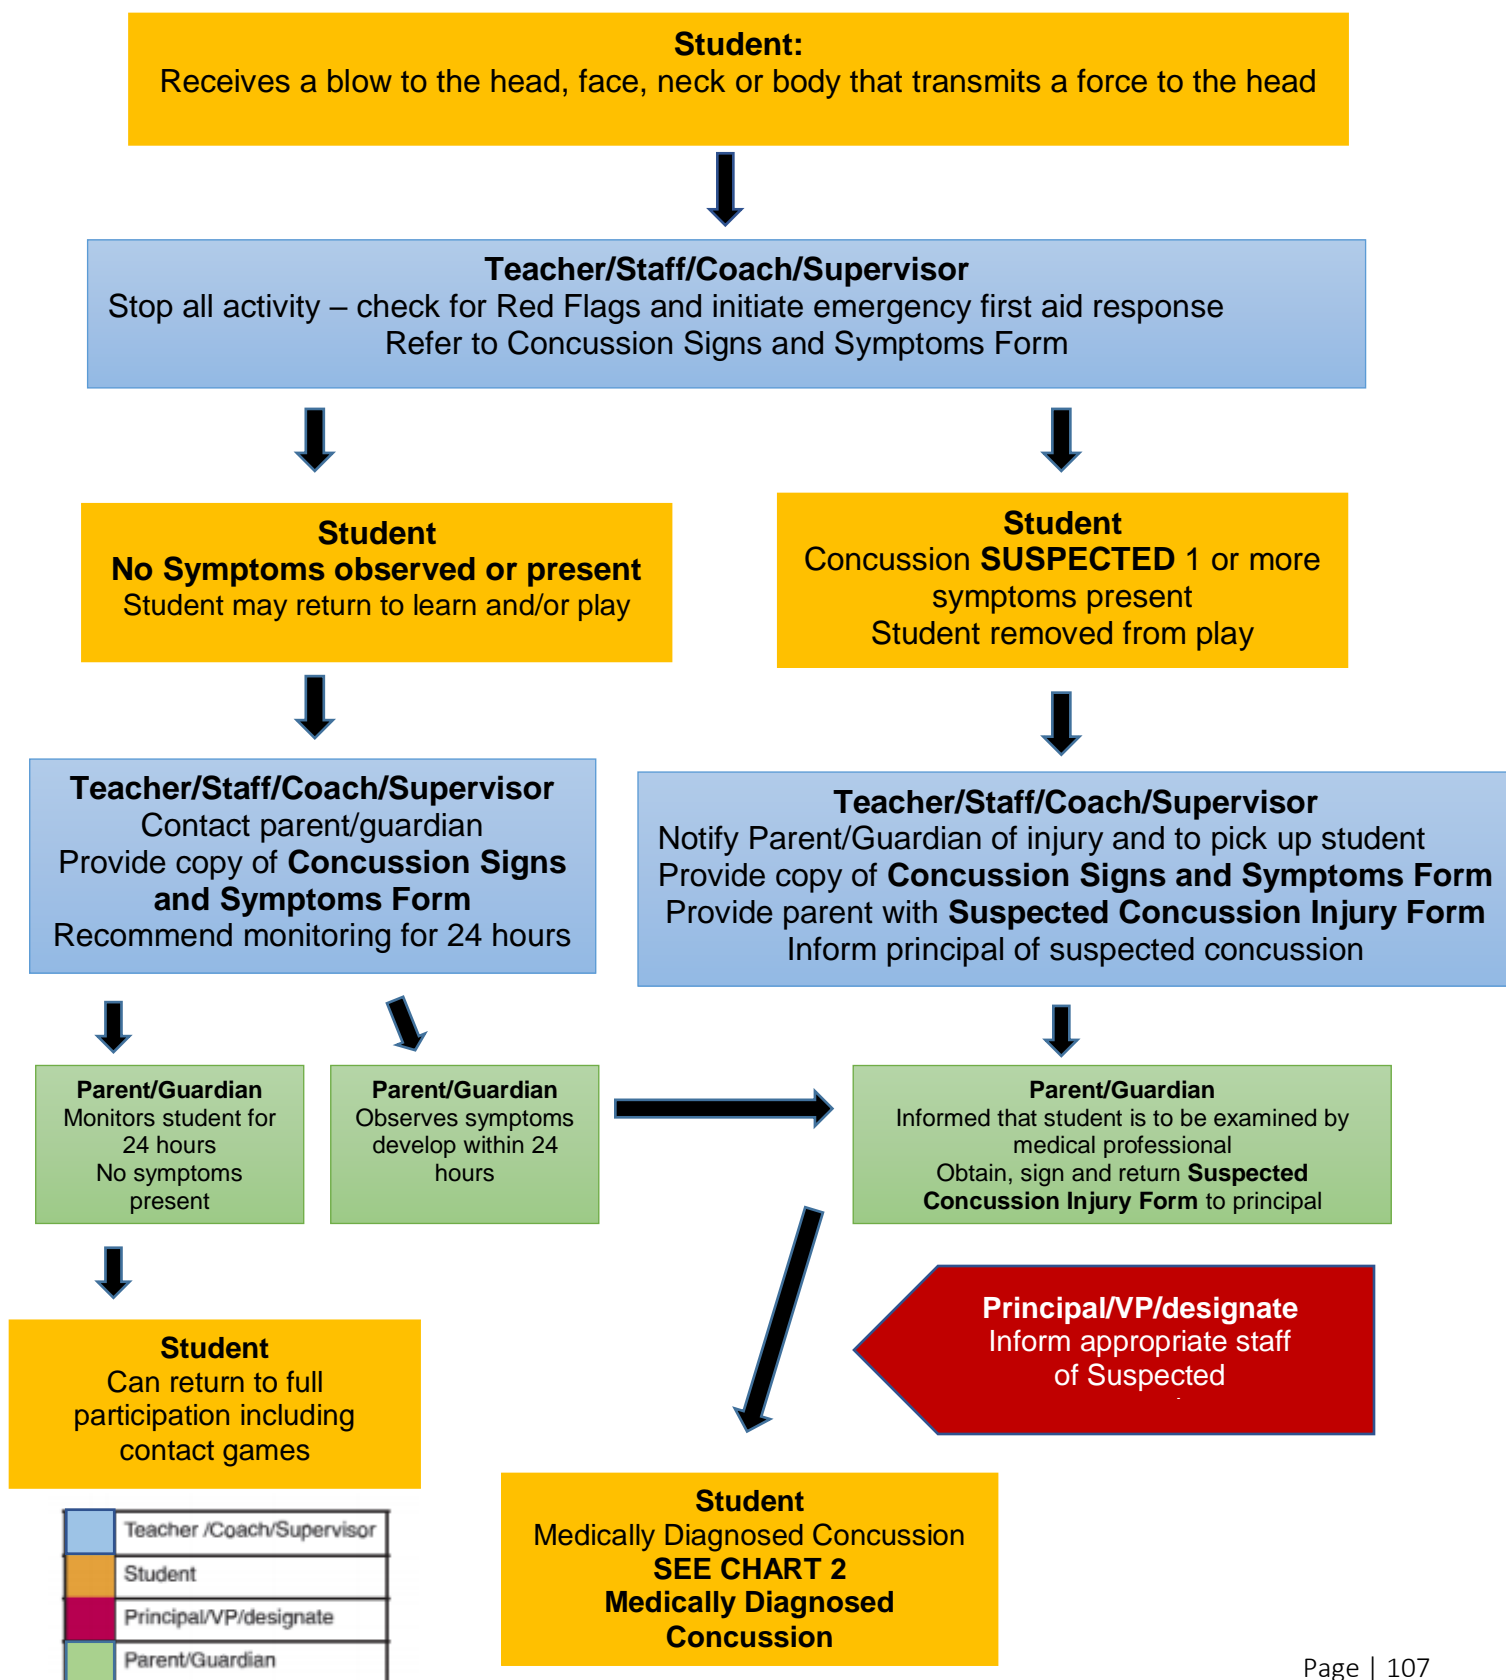 Student:
Receives a blow to the head, face, neck or body that transmits a force to the head
Teacher/Staff/Coach/Supervisor
Stop all activity – check for Red Flags and initiate emergency first aid response
Refer to Concussion Signs and Symptoms Form
Student
No Symptoms observed or present
Student may return to learn and/or play
Student
Concussion SUSPECTED 1 or more
symptoms present
Student removed from play
Teacher/Staff/Coach/Supervisor
Contact parent/guardian
Provide copy of Concussion Signs
and Symptoms Form
Recommend monitoring for 24 hours
Teacher/Staff/Coach/Supervisor
Notify Parent/Guardian of injury and to pick up student
Provide copy of Concussion Signs and Symptoms Form
Provide parent with Suspected Concussion Injury Form
Inform principal of suspected concussion
Parent/Guardian
Monitors student for
24 hours
No symptoms
present
Parent/Guardian
Observes symptoms
develop within 24
hours
Parent/Guardian
Informed that student is to be examined by
medical professional
Obtain, sign and return Suspected
Concussion Injury Form to principal
Principal/VP/designate
Inform appropriate staff
of Suspected
Student
Can return to full
participation including
contact games
Student
Medically Diagnosed Concussion
SEE CHART 2
Medically Diagnosed
Concussion
Teacher /Coach/Supervisor
Student
Principal/VP/designate
Parent/Guardian
Page | 107